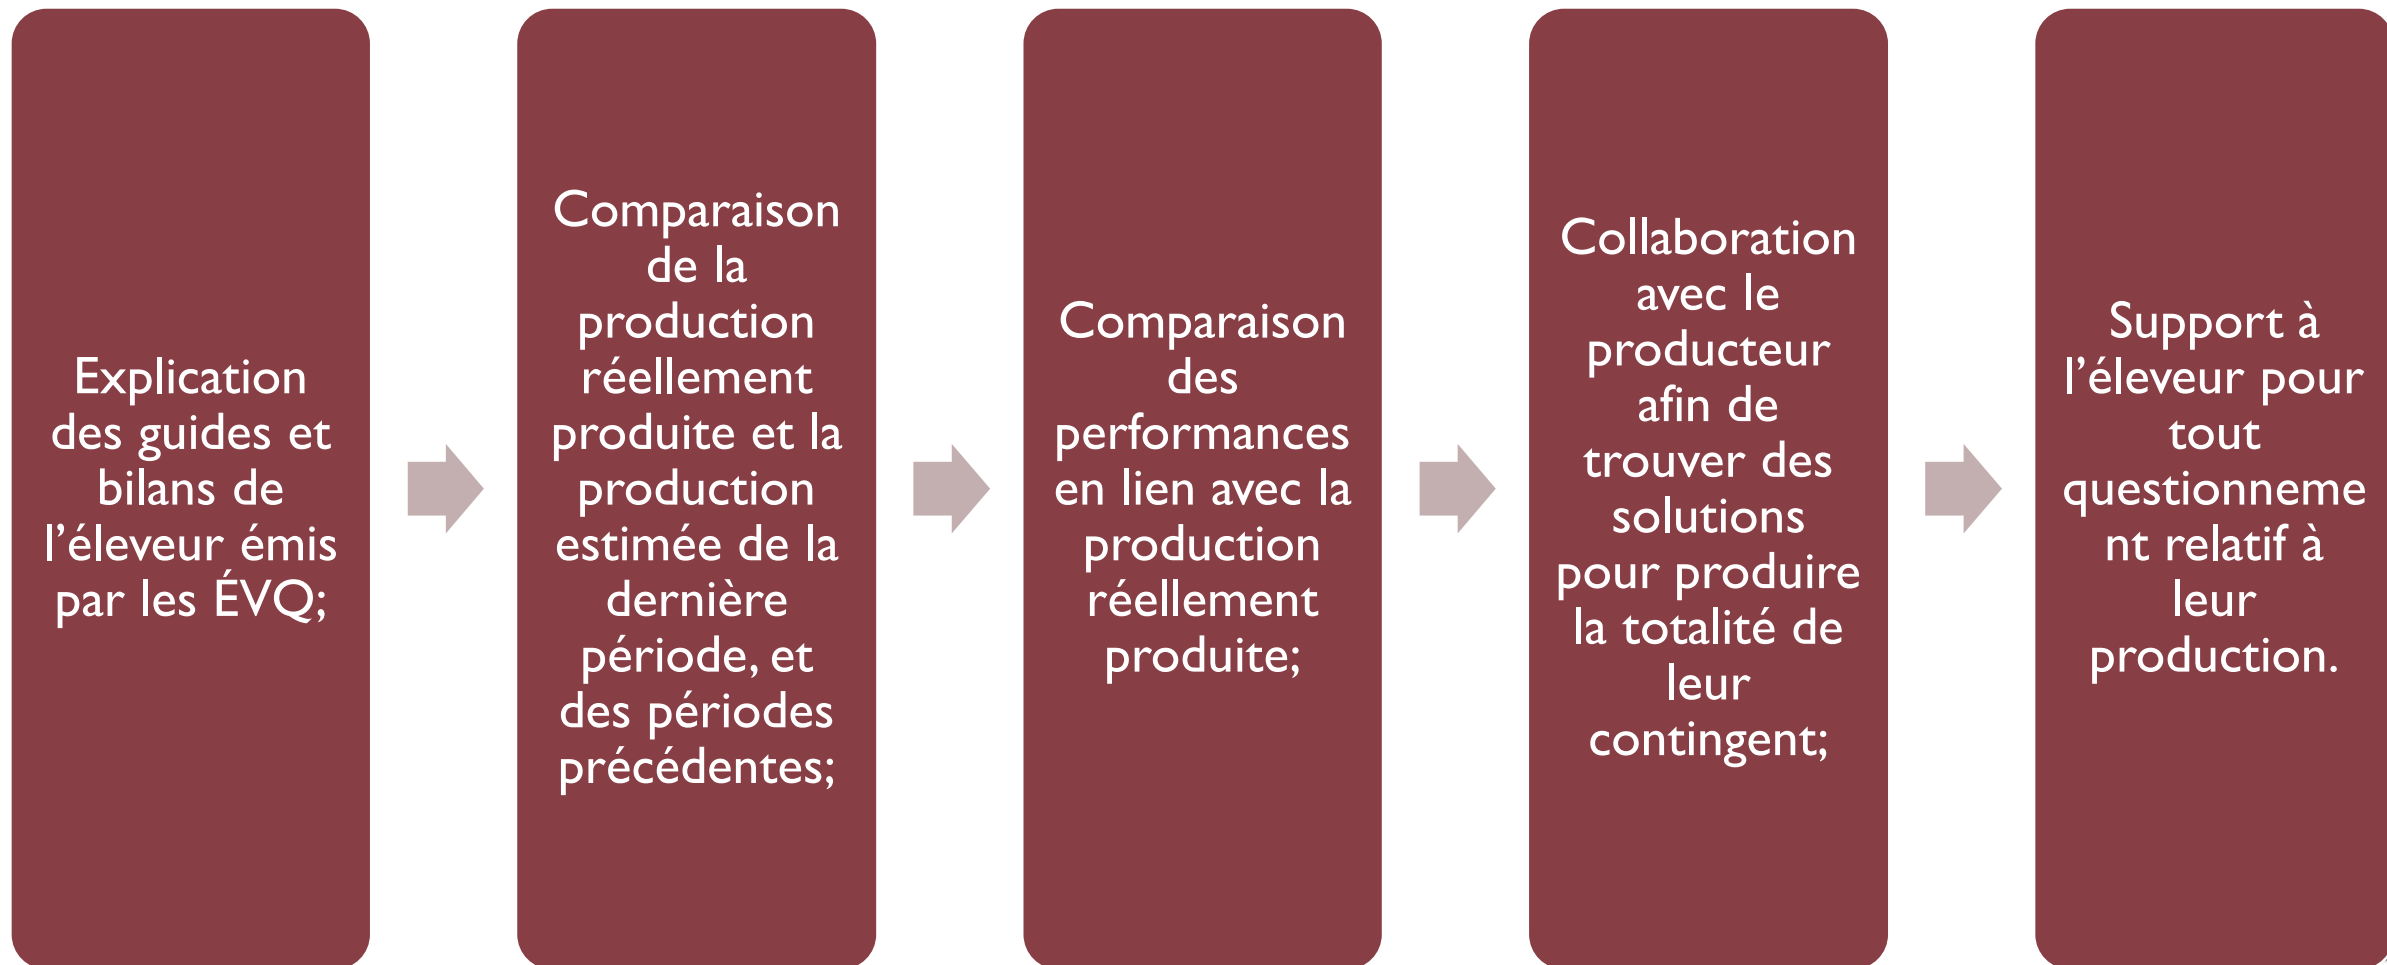 Explication
des guides et
bilans de
l’éleveur émis
par les ÉVQ;
Comparaison
de la
production
réellement
produite et la
production
estimée de la
dernière
période, et
des périodes
précédentes;
Comparaison
des
performances
en lien avec la
production
réellement
produite;
Collaboration
avec le
producteur
afin de
trouver des
solutions
pour produire
la totalité de
leur
contingent;
Support à
l’éleveur pour
tout
questionneme
nt relatif à
leur
production.